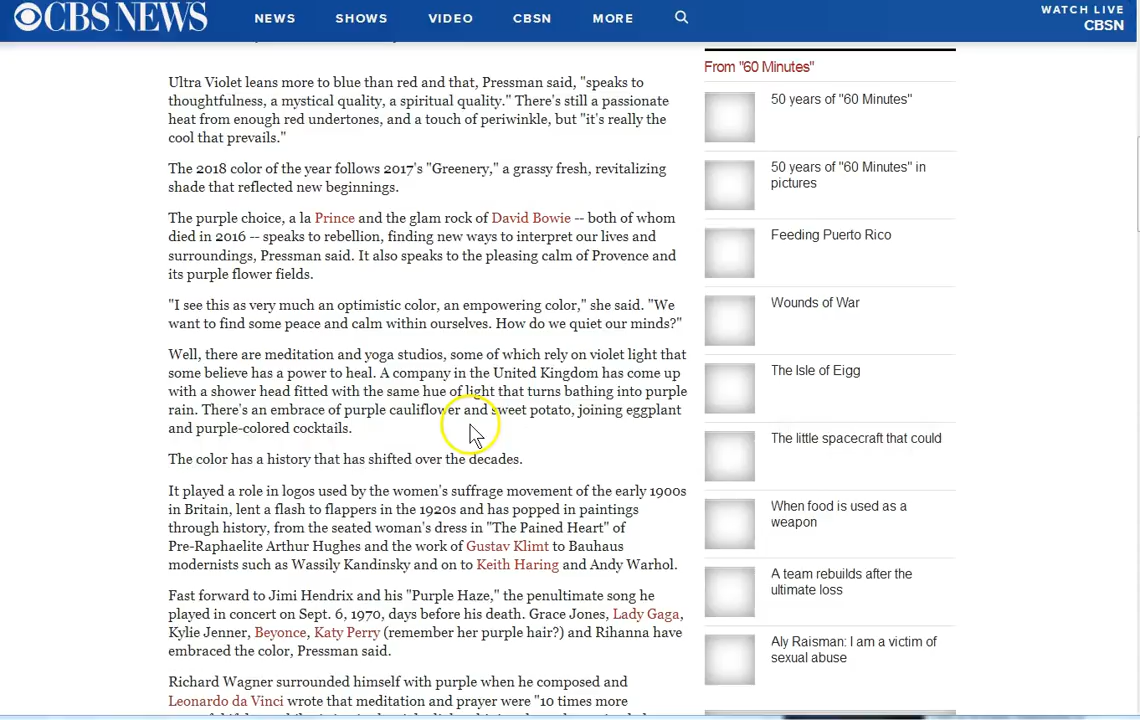 CBS NEWS
NEWS SHOWS VIDEO CBSN MORE
WATCH LIVE
CBSN
Ultra Violet leans more to blue than red and that, Pressman said, "speaks to
thoughtfulness, a mystical quality, a spiritual quality." There's still a passionate
heat from enough red undertones, and a touch of periwinkle, but "it's really the
cool that prevails."
The 2018 color of the year follows 2017's "Greenery," a grassy fresh, revitalizing
shade that reflected new beginnings.
The purple choice, a la Prince and the glam rock of David Bowie -- both of whom
died in 2016 -- speaks to rebellion, finding new ways to interpret our lives and
surroundings, Pressman said. It also speaks to the pleasing calm of Provence and
its purple flower fields.
"I see this as very much an optimistic color, an empowering color," she said. "We
want to find some peace and calm within ourselves. How do we quiet our minds?"
Well, there are meditation and yoga studios, some of which rely on violet light that
some believe has a power to heal. A company in the United Kingdom has come up
with a shower head fitted with the same hue of light that turns bathing into purple
rain. There's an embrace of purple cauliflower and sweet potato, joining eggplant
and purple-colored cocktails.
The color has a history that has shifted over the decades.
It played a role in logos used by the women's suffrage movement of the early 1900s
in Britain, lent a flash to flappers in the 1920s and has popped in paintings
through history, from the seated woman's dress in "The Pained Heart" of
Pre-Raphaelite Arthur Hughes and the work of Gustav Klimt to Bauhaus
modernists such as Wassily Kandinsky and on to Keith Haring and Andy Warhol.
Fast forward to Jimi Hendrix and his "Purple Haze," the penultimate song he
played in concert on Sept. 6, 1970, days before his death. Grace Jones, Lady Gaga,
Kylie Jenner, Beyonce, Katy Perry (remember her purple hair?) and Rihanna have
embraced the color, Pressman said.
Richard Wagner surrounded himself with purple when he composed and
Leonardo da Vinci wrote that meditation and prayer were "10 times more
From "60 Minutes"
50 years of "60 Minutes"
50 years of "60 Minutes" in
pictures
Feeding Puerto Rico
Wounds of War
The Isle of Eigg
The little spacecraft that could
When food is used as a
weapon
A team rebuilds after the
ultimate loss
Aly Raisman: I am a victim of
sexual abuse